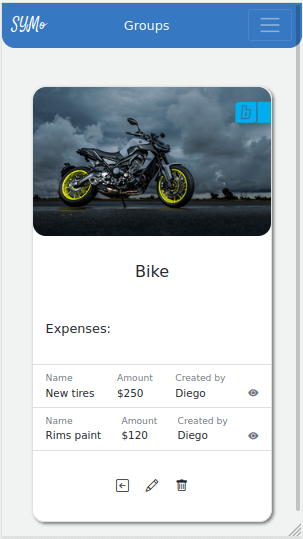 SYMo
Groups
b
Bike
Expenses:
Name Amount Created by
New tires $250 Diego
Name Amount Created by
Rims paint $120 Diego